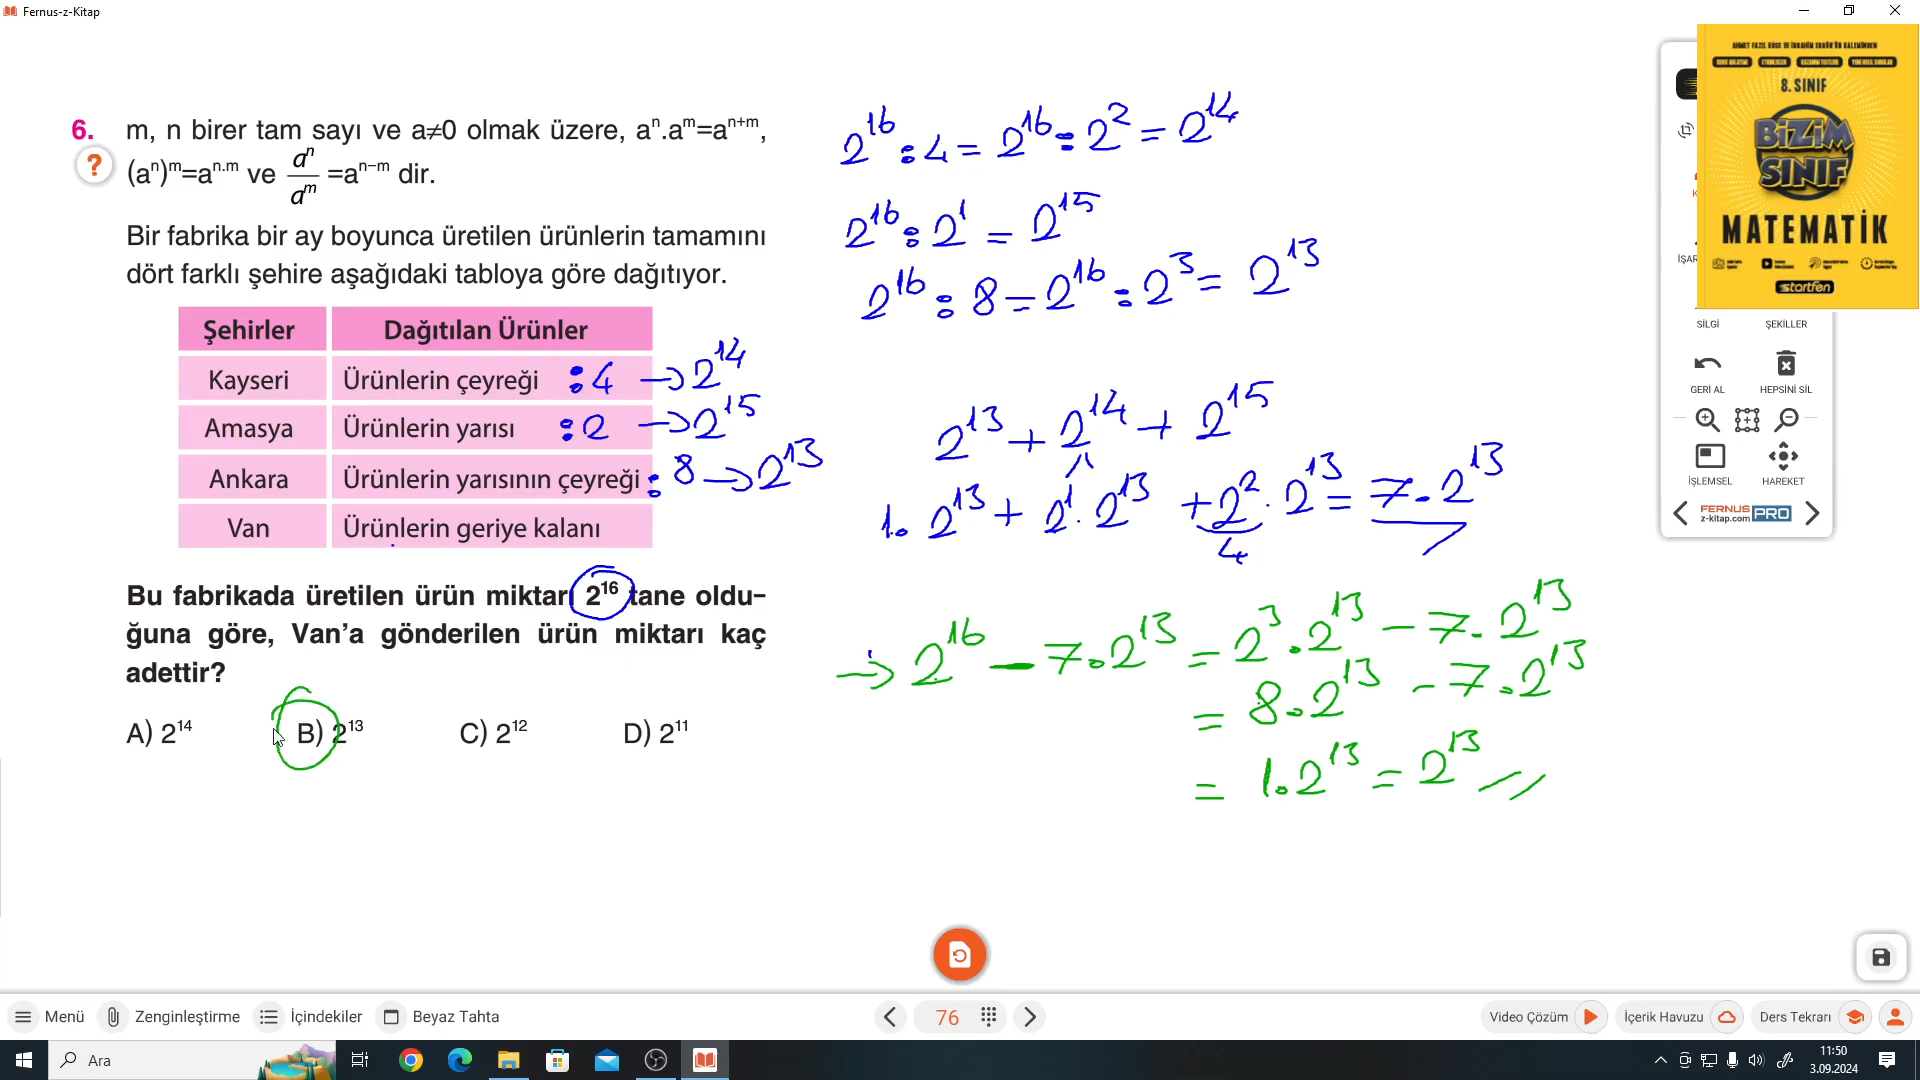 Fernus-z-Kitap
6. m, n birer tam sayı ve a≠0 olmak üzere, aⁿ.aᵐ=aⁿ⁺ᵐ,
? (aⁿ)ᵐ=aⁿ·ᵐ ve aⁿ/aᵐ =aⁿ⁻ᵐ dir.
Bir fabrika bir ay boyunca üretilen ürünlerin tamamını
dört farklı şehire aşağıdaki tabloya göre dağıtıyor.
Şehirler Dağıtılan Ürünler
Kayseri Ürünlerin çeyreği :4 → 2¹⁴
Amasya Ürünlerin yarısı :2 → 2¹⁵
Ankara Ürünlerin yarısının çeyreği :8 → 2¹³
Van Ürünlerin geriye kalanı
Bu fabrikada üretilen ürün miktarı 2¹⁶ tane oldu-
ğuna göre, Van'a gönderilen ürün miktarı kaç
adettir?
A) 2¹⁴ B) 2¹³ C) 2¹² D) 2¹¹
2¹⁶ : 4 = 2¹⁶ : 2² = 2¹⁴
2¹⁶ : 2¹ = 2¹⁵
2¹⁶ : 8 = 2¹⁶ : 2³ = 2¹³
2¹³ + 2¹⁴ + 2¹⁵
1.2¹³ + 2¹.2¹³ + 2².2¹³ = 7.2¹³
4
→ 2¹⁶ - 7.2¹³ = 2³.2¹³ - 7.2¹³
= 8.2¹³ - 7.2¹³
= 1.2¹³ = 2¹³
8. SINIF
BİZİM
SINIF
MATEMATİK
startfen
SİLGİ ŞEKİLLER
GERİ AL HEPSİNİ SİL
İŞLEMSEL HAREKET
FERNUS
z-kitap.com PRO
Menü Zenginleştirme İçindekiler Beyaz Tahta
76
Video Çözüm İçerik Havuzu Ders Tekrarı
Ara
11:50
3.09.2024